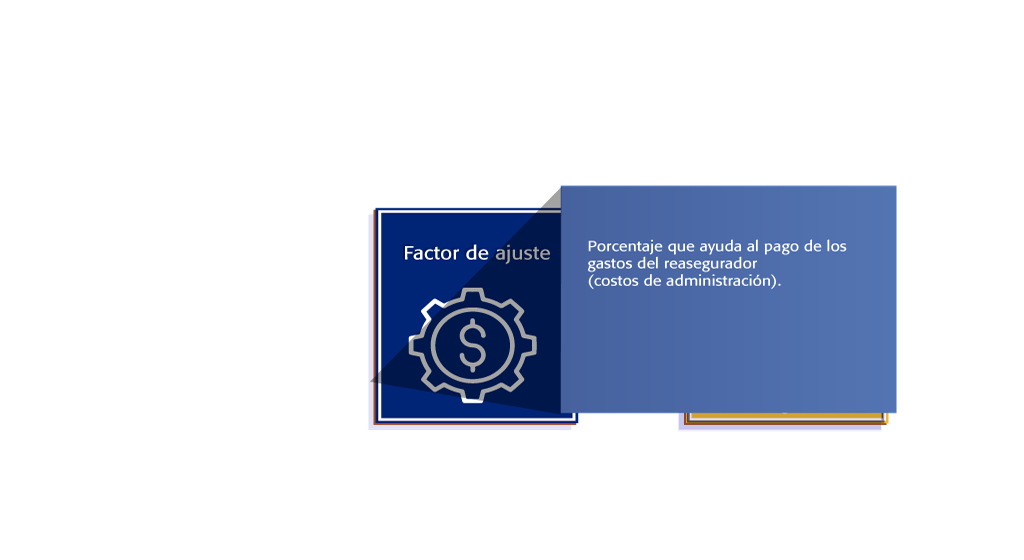 Factor de ajuste
Porcentaje que ayuda al pago de los
gastos del reasegurador
(costos de administración).
$